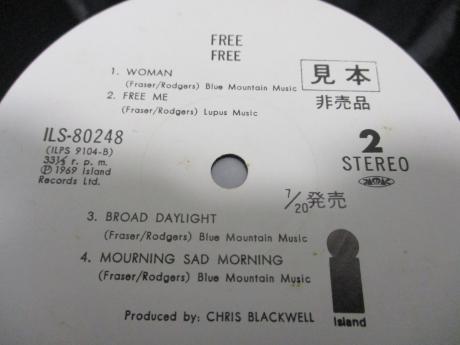 FREE
FREE
1. WOMAN
(Fraser/Rodgers) Blue Mountain Music
2. FREE ME
(Fraser/Rodgers) Lupus Music
見本
非売品
ILS-80248
(ILPS 9104-B)
33⅓ r. p. m.
Ⓟ 1969 Island
Records Ltd.
2
STEREO
7/20発売
3. BROAD DAYLIGHT
(Fraser/Rodgers) Blue Mountain Music
4. MOURNING SAD MORNING
(Fraser/Rodgers) Blue Mountain Music
Produced by: CHRIS BLACKWELL
island